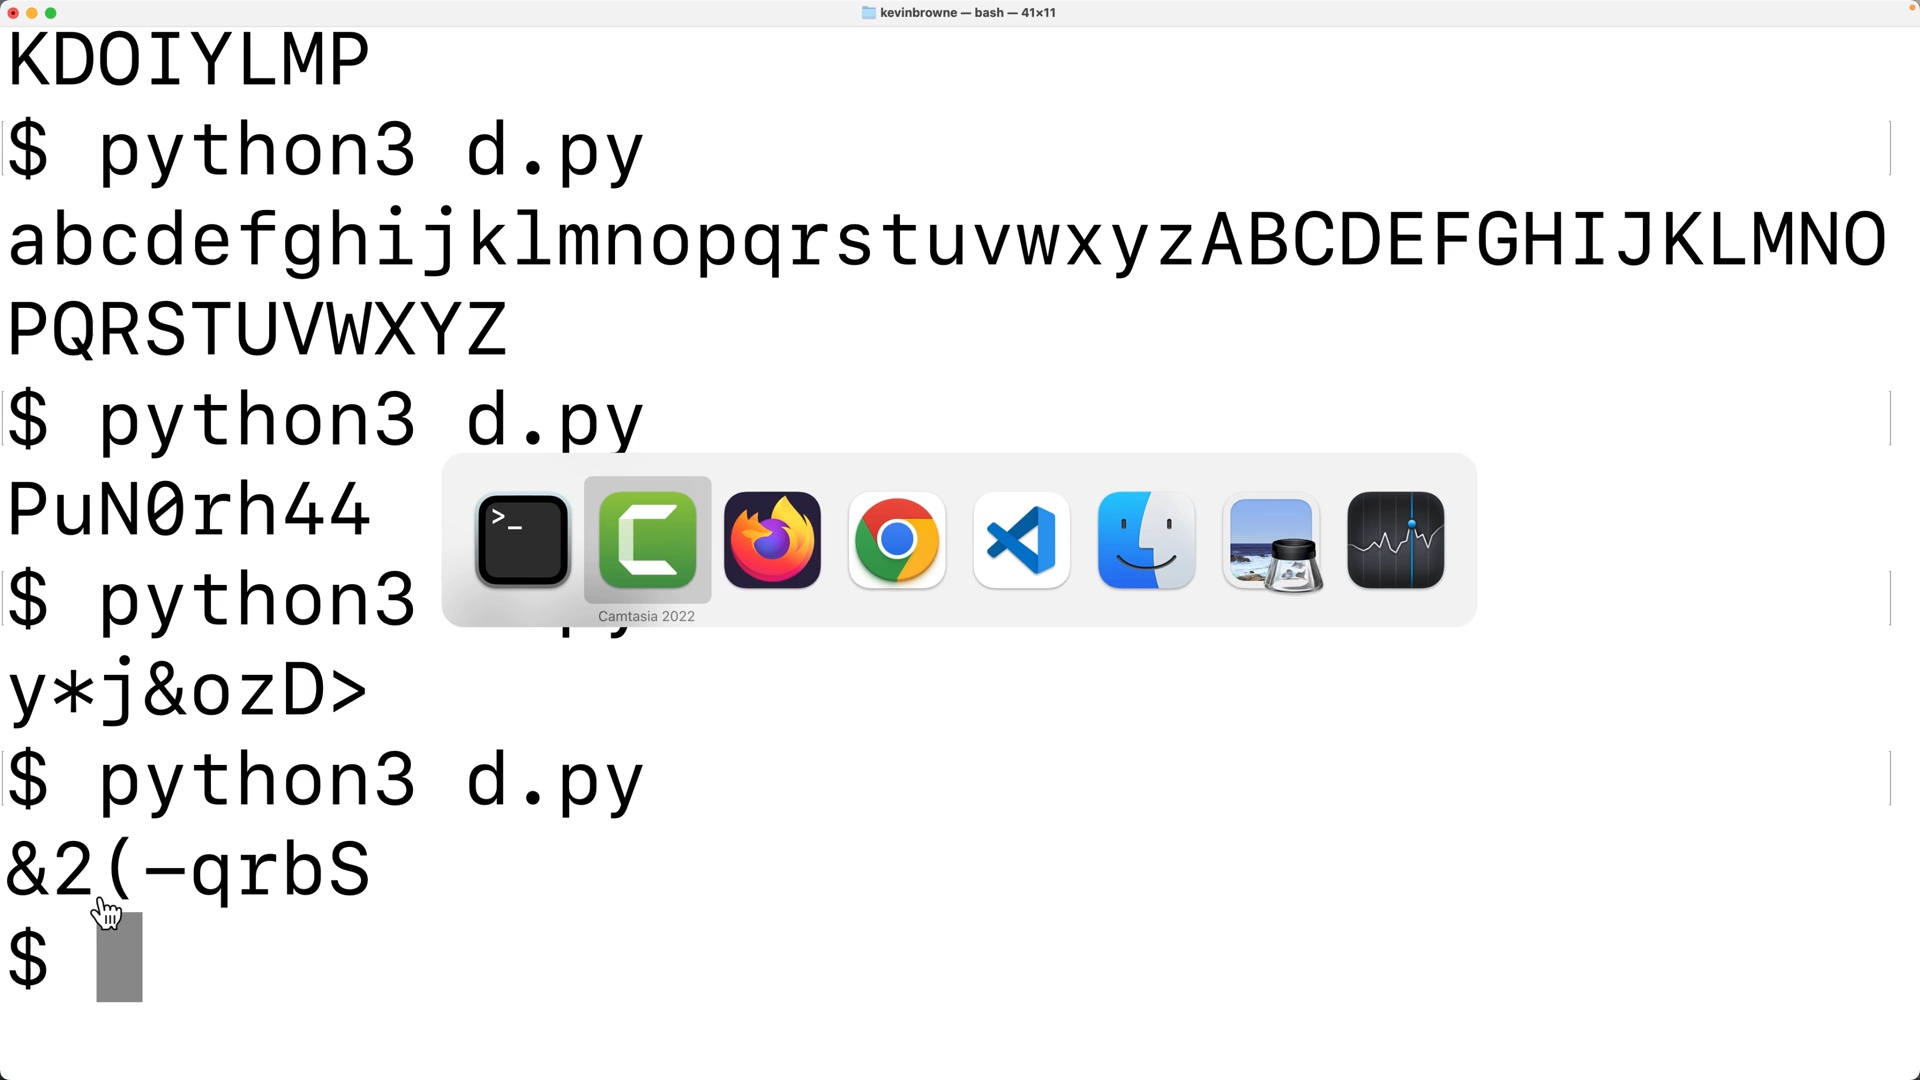 kevinbrowne — bash — 41×11
KDOIYLMP
$ python3 d.py
abcdefghijklmnopqrstuvwxyzABCDEFGHIJKLMNO
PQRSTUVWXYZ
$ python3 d.py
PuN0rh44
$ python3
Camtasia 2022
y*j&ozD>
$ python3 d.py
&2(-qrbS
$